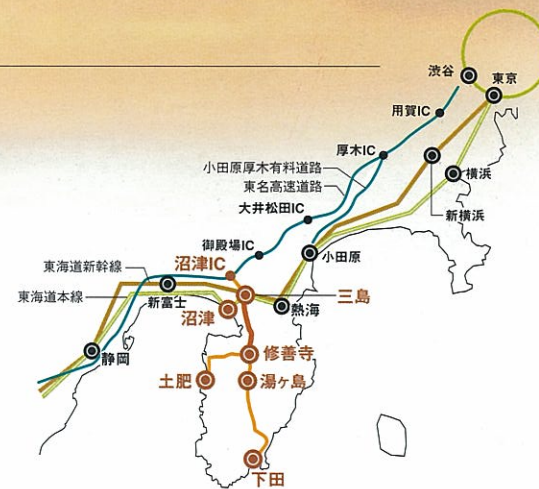 渋谷
東京
用賀IC
厚木IC
小田原厚木有料道路
東名高速道路
横浜
新横浜
大井松田IC
御殿場IC
小田原
東海道新幹線
沼津IC
東海道本線
新富士
三島
熱海
沼津
静岡
修善寺
土肥
湯ヶ島
下田